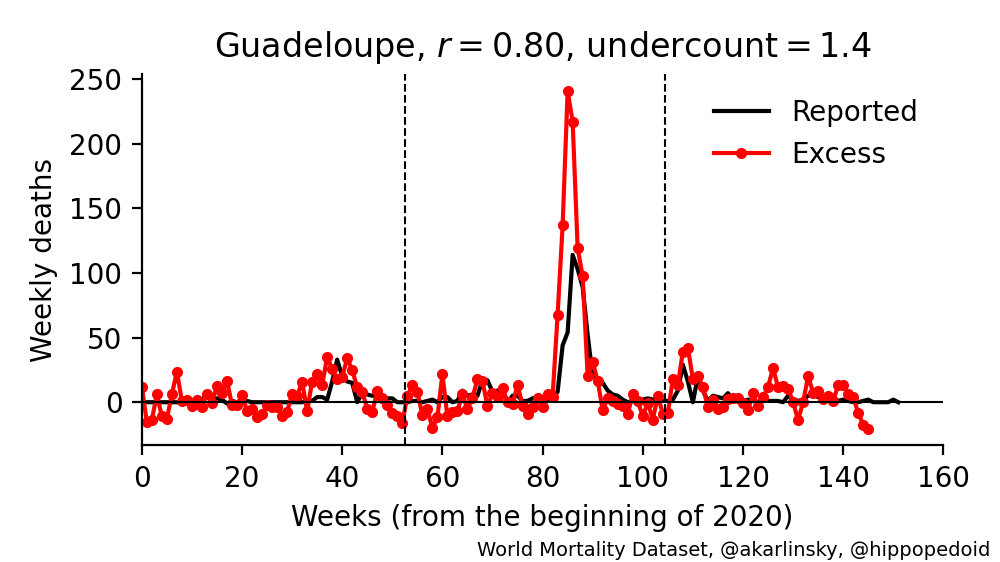 Guadeloupe, r = 0.80, undercount = 1.4
250
200
150
100
50
0
Weekly deaths
Reported
Excess
0 20 40 60 80 100 120 140 160
Weeks (from the beginning of 2020)
World Mortality Dataset, @akarlinsky, @hippopedoid